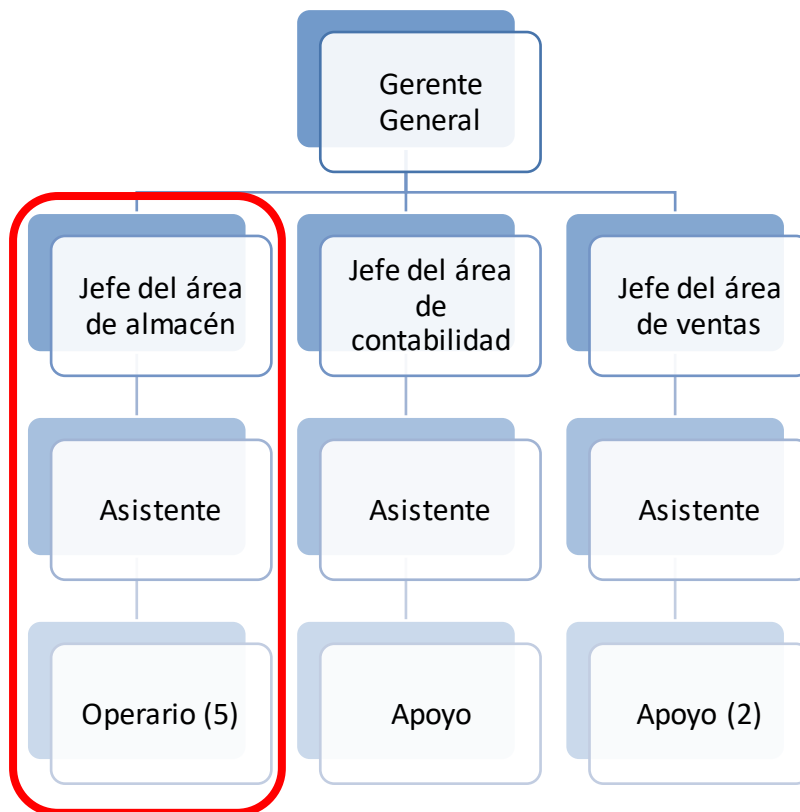 Gerente
General
Jefe del área
de almacén
Jefe del área
de
contabilidad
Jefe del área
de ventas
Asistente
Asistente
Asistente
Operario (5)
Apoyo
Apoyo (2)